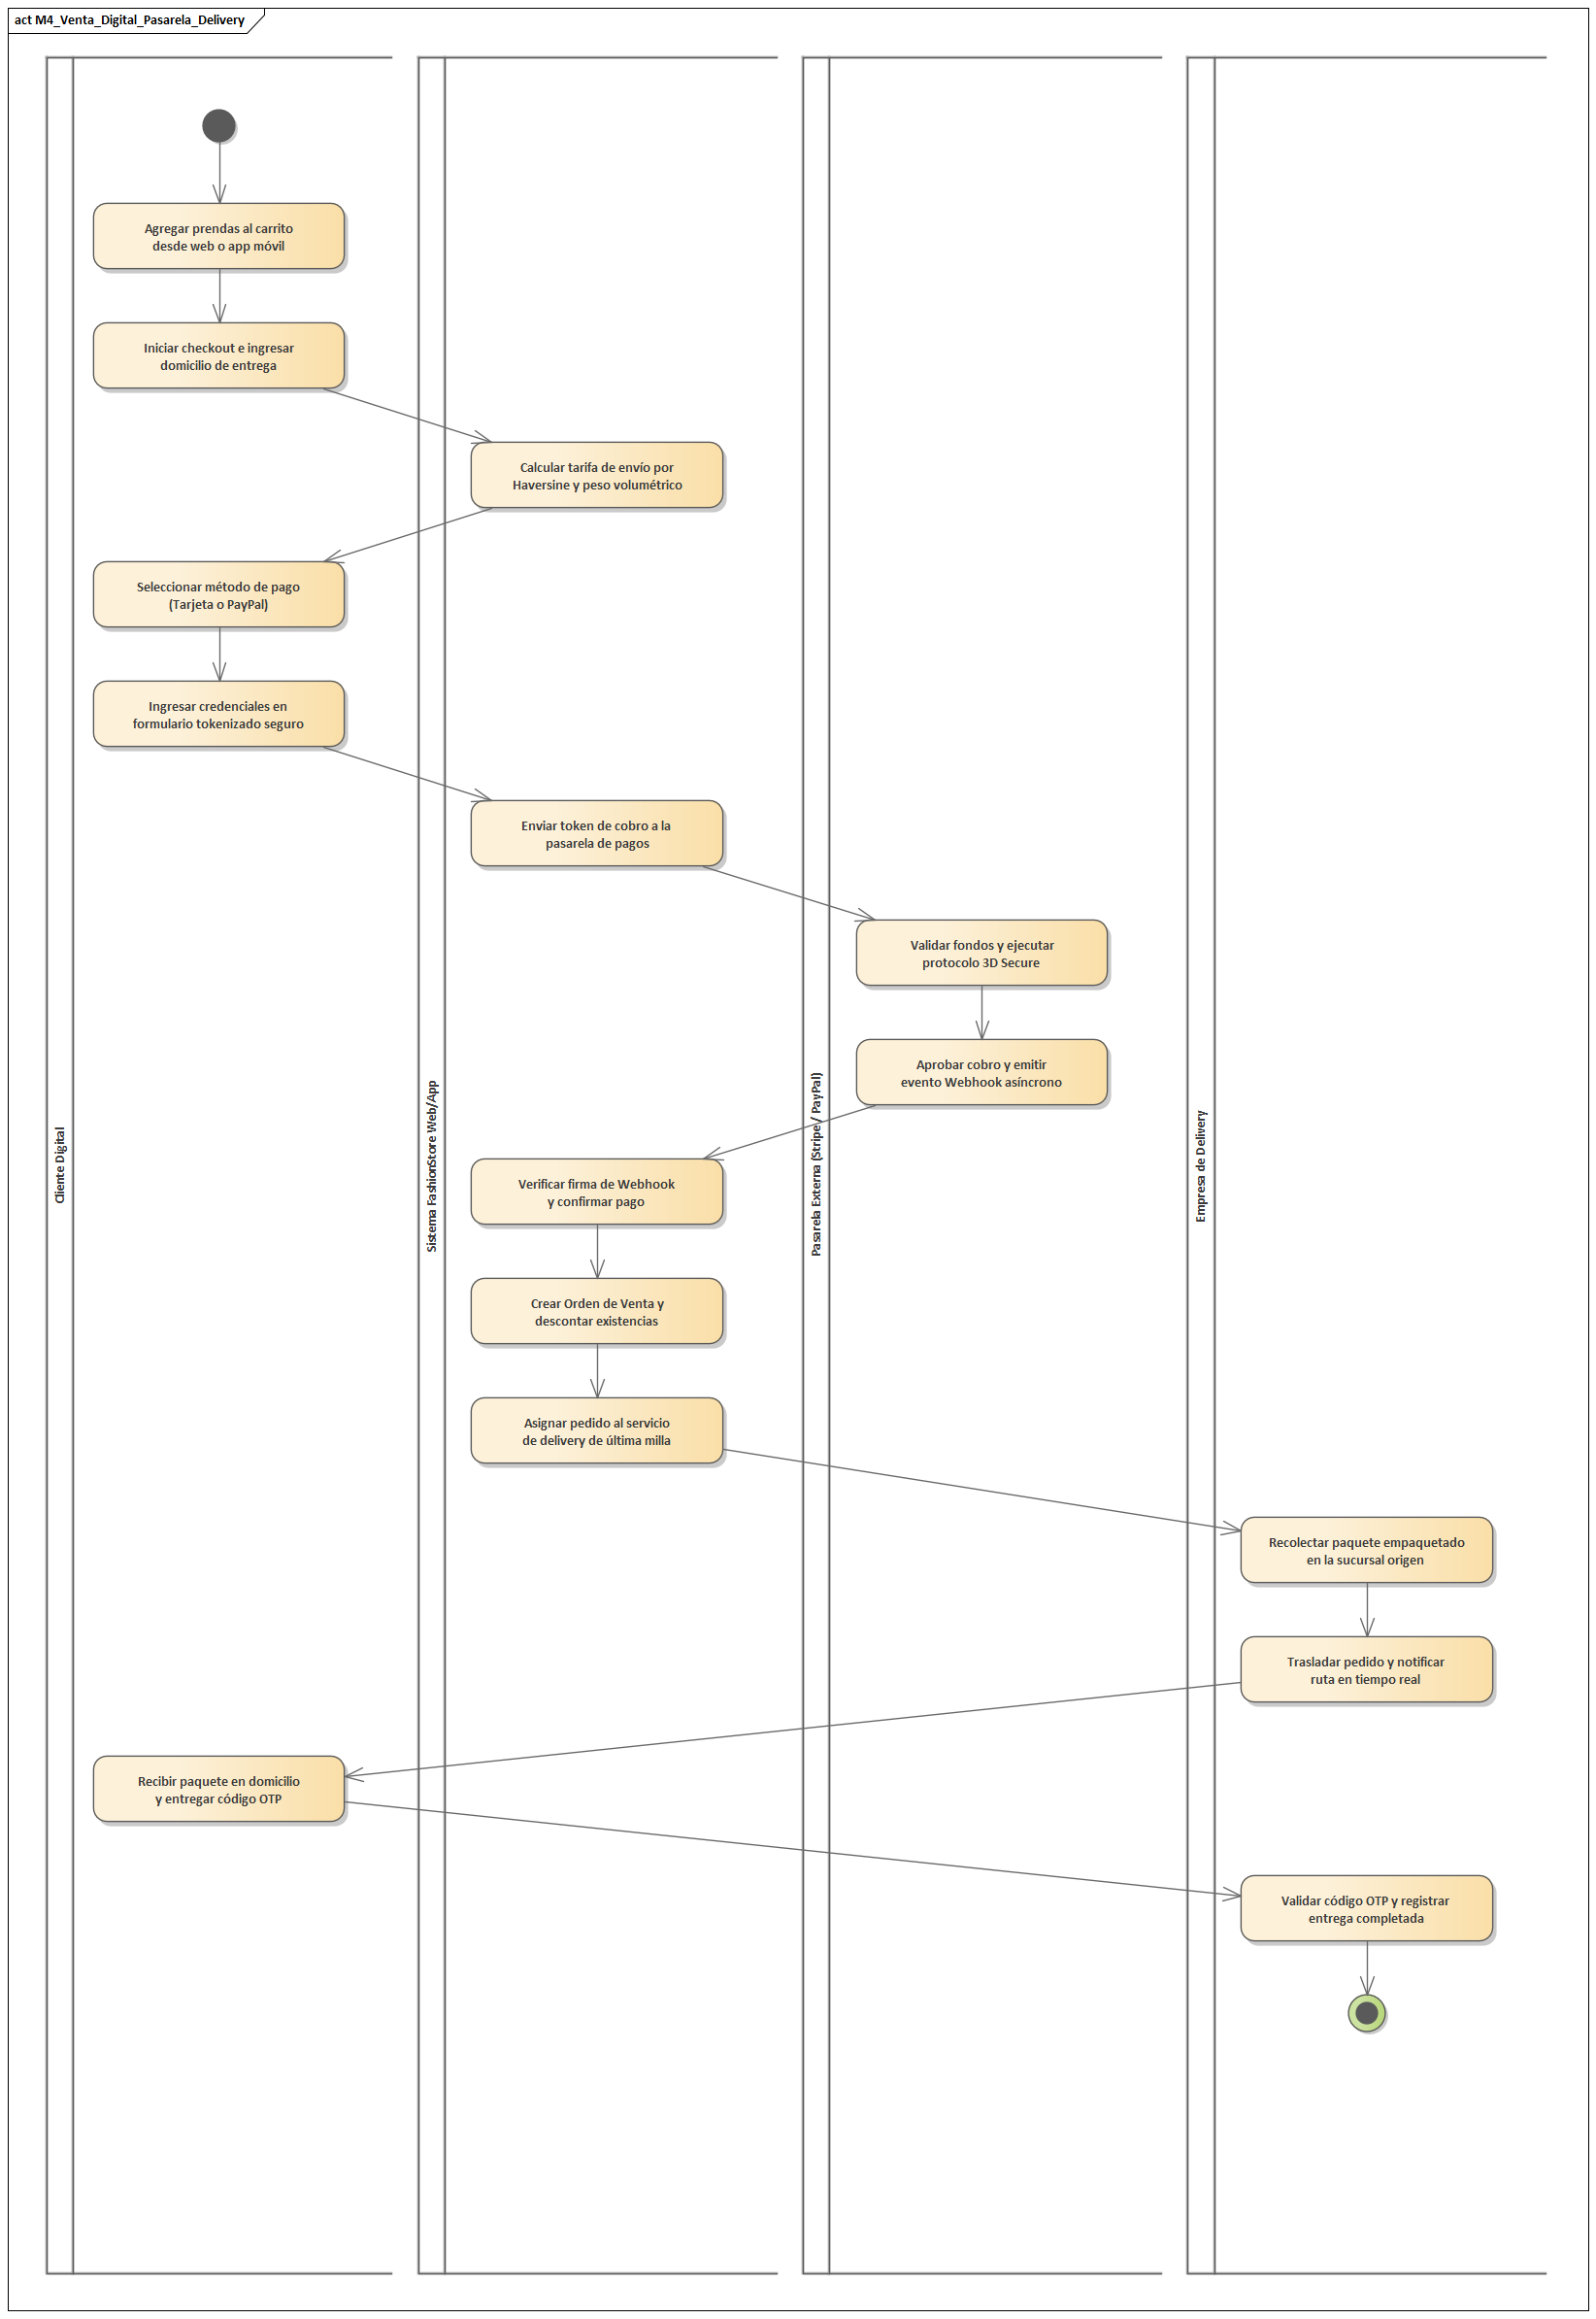 act M4_Venta_Digital_Pasarela_Delivery
Cliente Digital
Sistema FashionStore Web/App
Pasarela Externa (Stripe / PayPal)
Empresa de Delivery
Agregar prendas al carrito
desde web o app móvil
Iniciar checkout e ingresar
domicilio de entrega
Calcular tarifa de envío por
Haversine y peso volumétrico
Seleccionar método de pago
(Tarjeta o PayPal)
Ingresar credenciales en
formulario tokenizado seguro
Enviar token de cobro a la
pasarela de pagos
Validar fondos y ejecutar
protocolo 3D Secure
Aprobar cobro y emitir
evento Webhook asíncrono
Verificar firma de Webhook
y confirmar pago
Crear Orden de Venta y
descontar existencias
Asignar pedido al servicio
de delivery de última milla
Recolectar paquete empaquetado
en la sucursal origen
Trasladar pedido y notificar
ruta en tiempo real
Recibir paquete en domicilio
y entregar código OTP
Validar código OTP y registrar
entrega completada